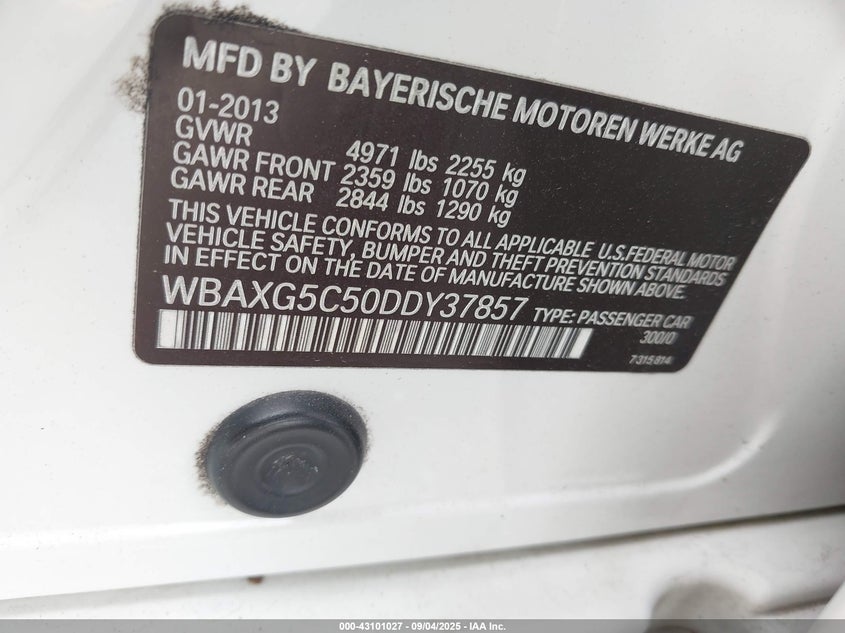 MFD BY BAYERISCHE MOTOREN WERKE AG
01-2013
GVWR 4971 lbs 2255 kg
GAWR FRONT 2359 lbs 1070 kg
GAWR REAR 2844 lbs 1290 kg
THIS VEHICLE CONFORMS TO ALL APPLICABLE U.S.FEDERAL MOTOR
VEHICLE SAFETY, BUMPER AND THEFT PREVENTION STANDARDS
IN EFFECT ON THE DATE OF MANUFACTURE SHOWN ABOVE.
WBAXG5C50DDY37857 TYPE: PASSENGER CAR
300/0
7315814
000-43101027 - 09/04/2025 - IAA Inc.